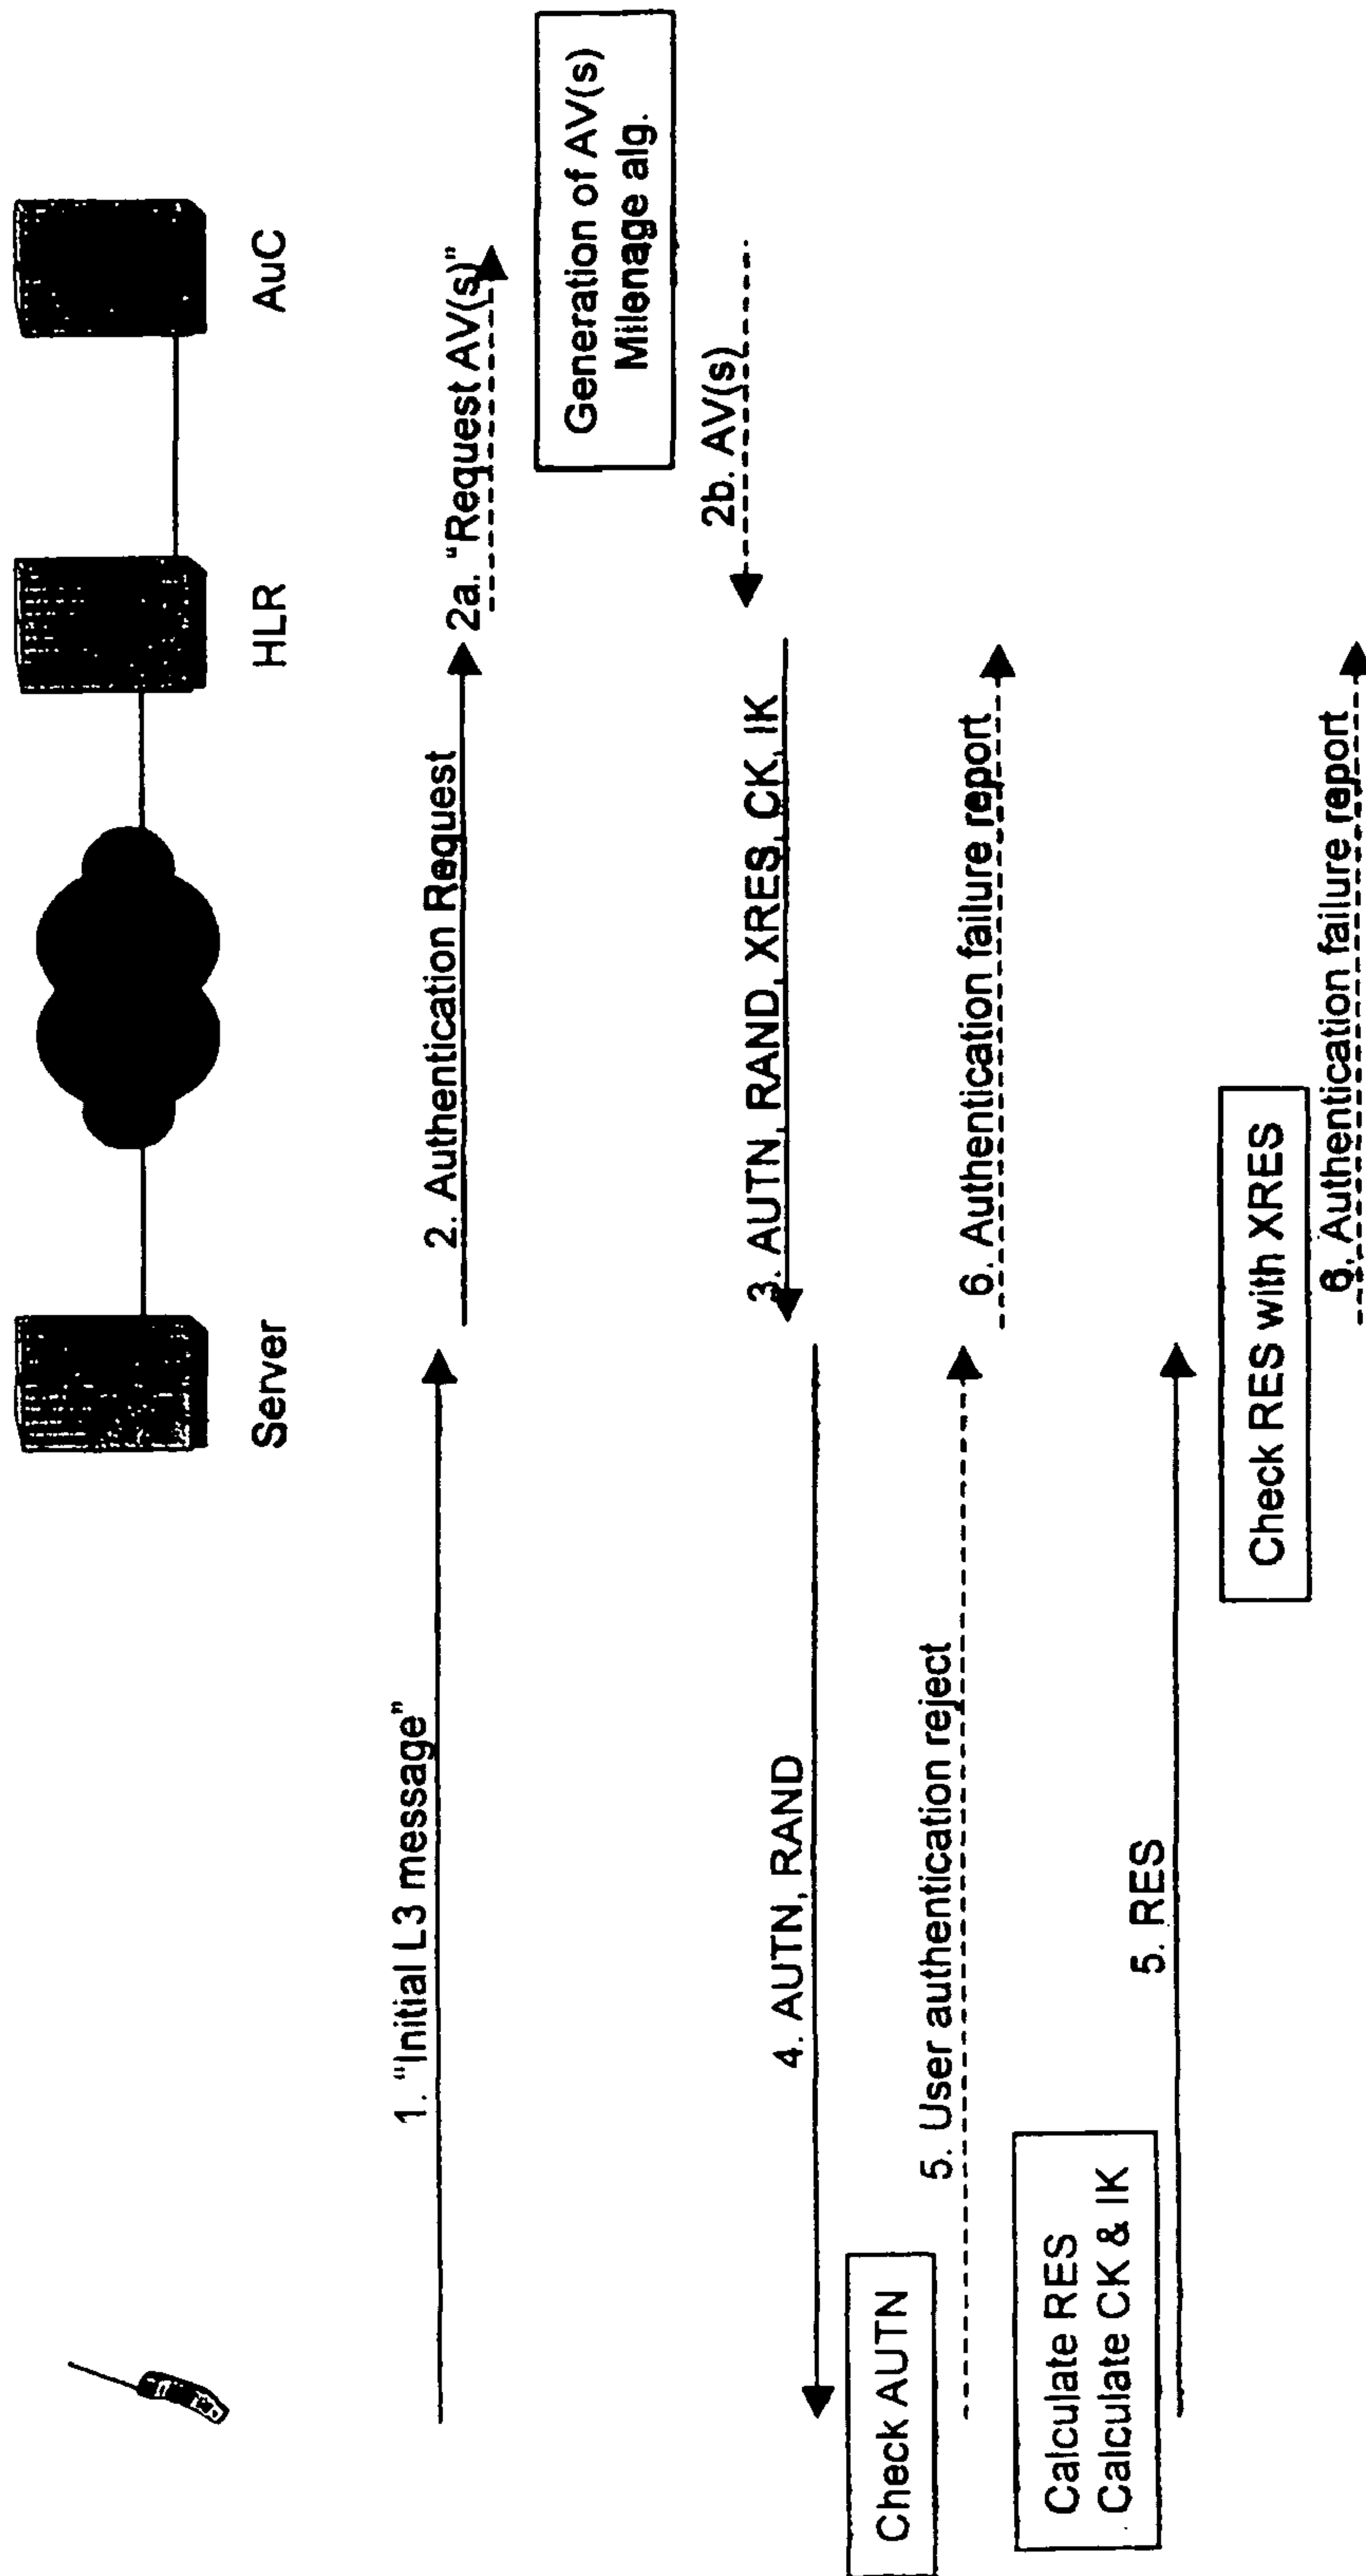 Server
HLR
AuC
1. “Initial L3 message”
2. Authentication Request
2a. “Request AV(s)”
Generation of AV(s)
Milenage alg.
2b. AV(s)
3. AUTN, RAND, XRES, CK, IK
4. AUTN, RAND
Check AUTN
5. User authentication reject
6. Authentication failure report
Calculate RES
Calculate CK & IK
5. RES
Check RES with XRES
6. Authentication failure report